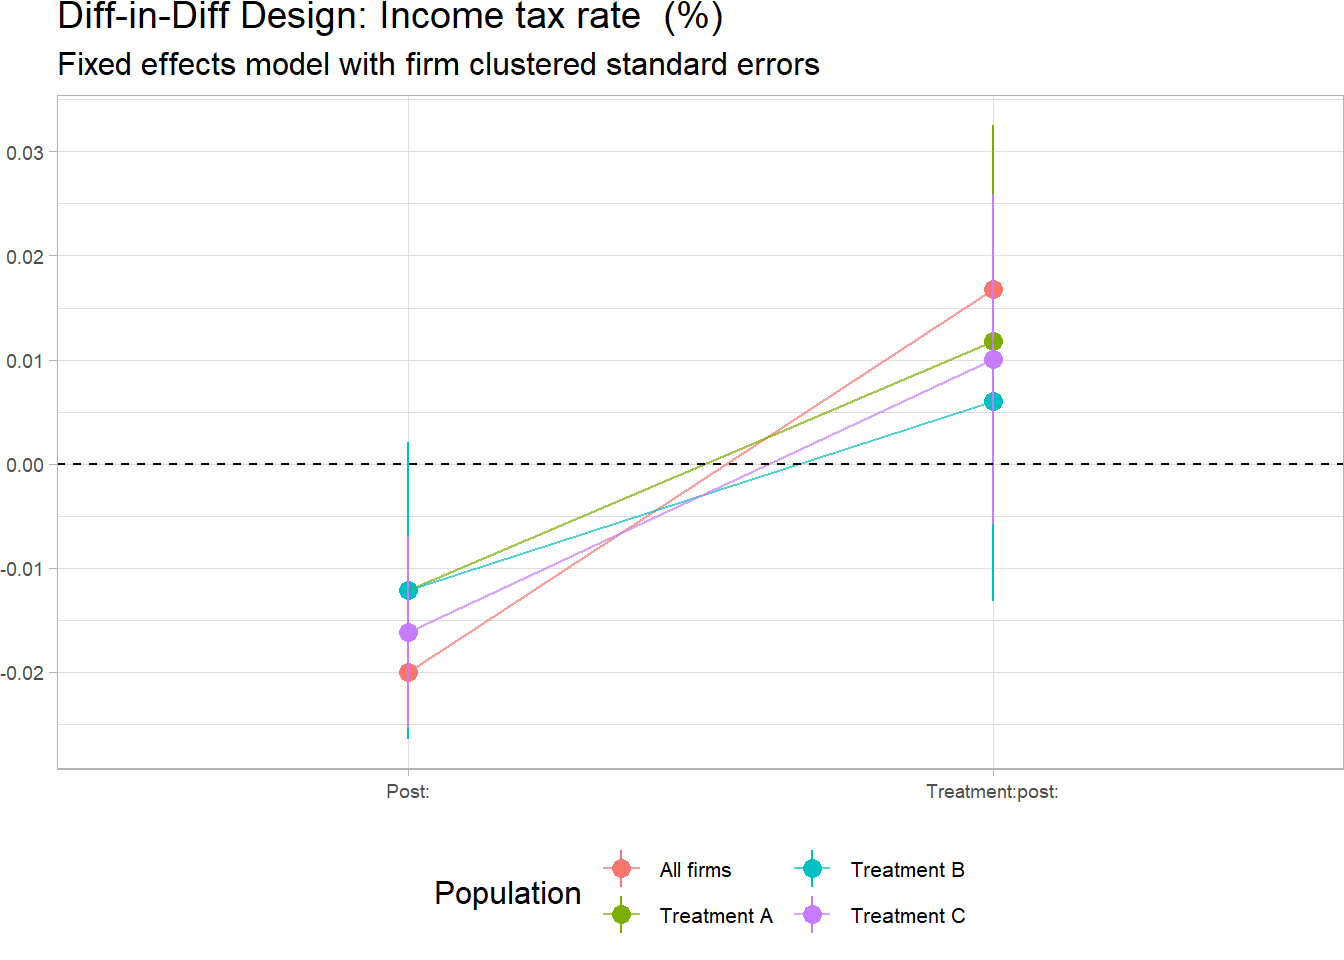 Diff-in-Diff Design: Income tax rate  (%)
Fixed effects model with firm clustered standard errors
0.03
0.02
0.01
0.00
-0.01
-0.02
Post:
Treatment:post:
Population
All firms
Treatment B
Treatment A
Treatment C